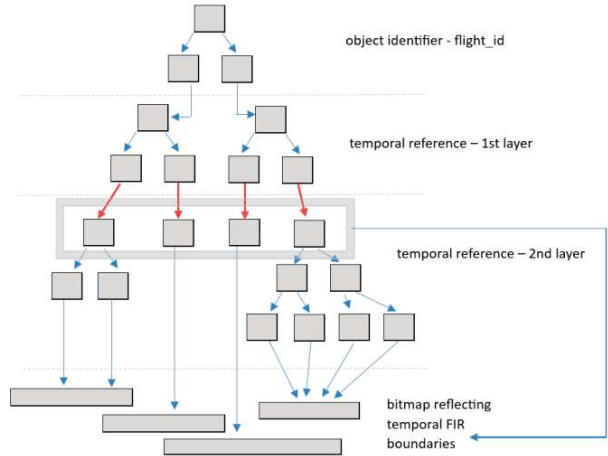 object identifier - flight_id
temporal reference – 1st layer
temporal reference – 2nd layer
bitmap reflecting
temporal FIR
boundaries